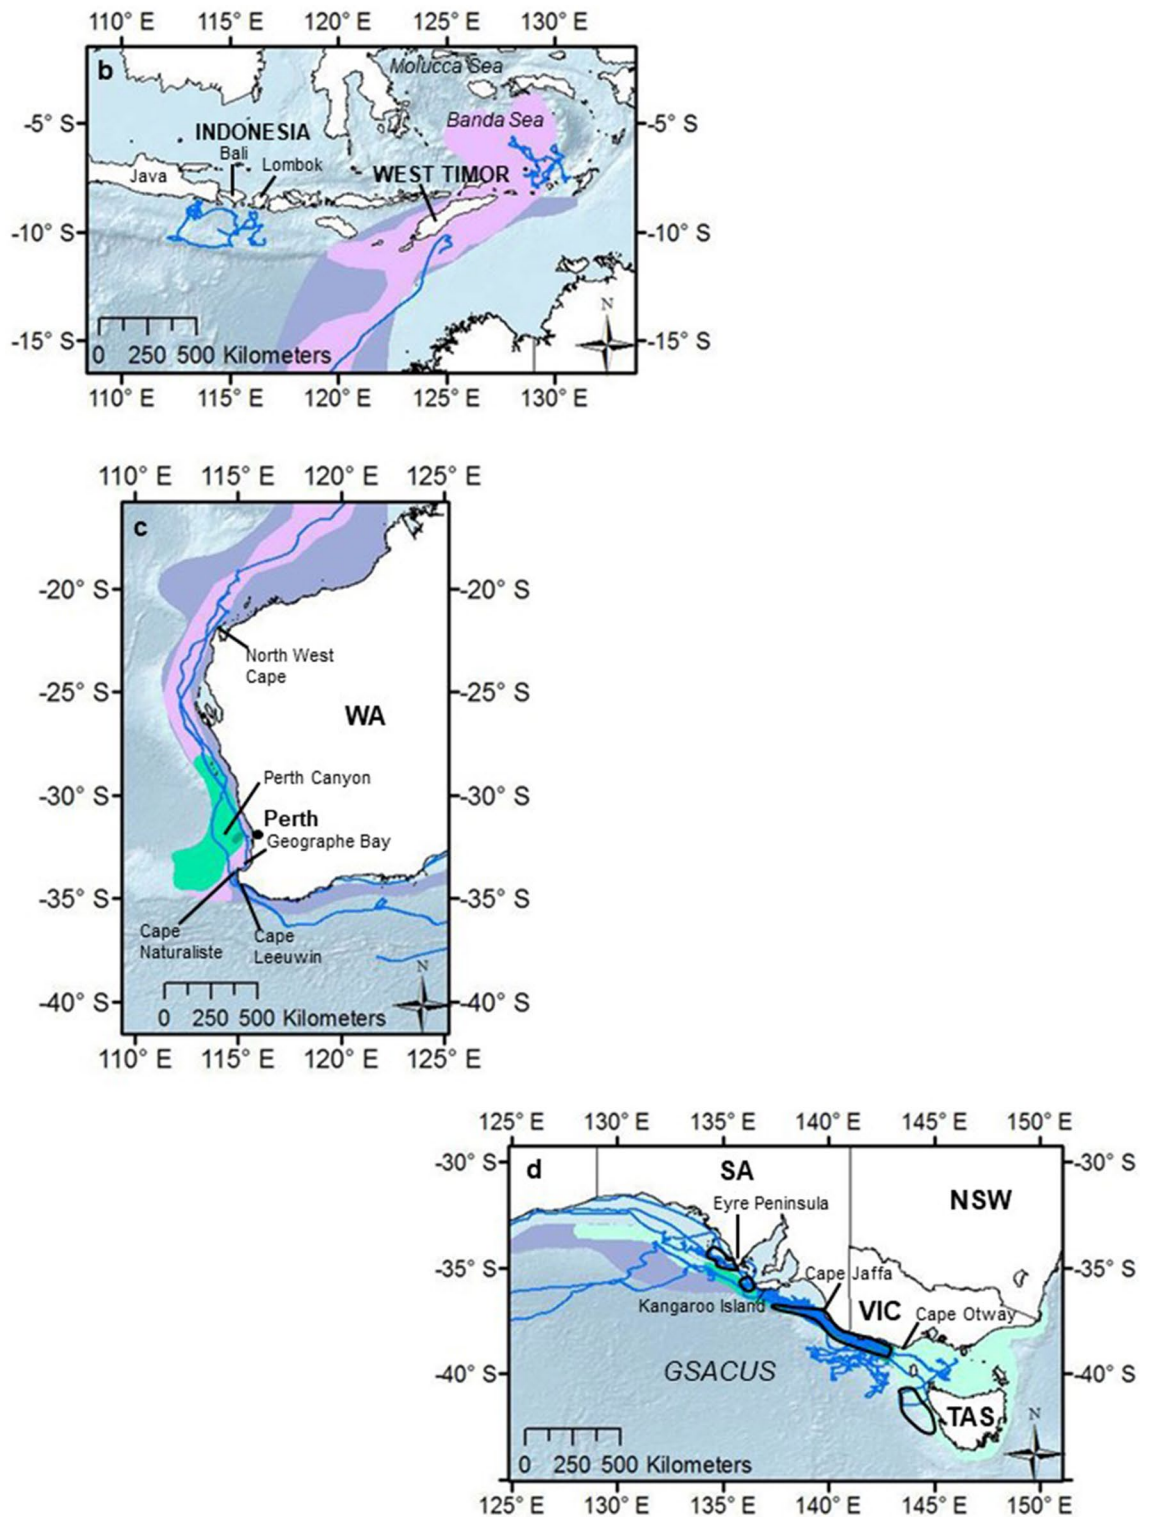 110° E 115° E 120° E 125° E 130° E
b
Molucca Sea
-5° S
Banda Sea
-5° S
INDONESIA
Bali
Lombok
Java
WEST TIMOR
-10° S
-10° S
N
-15° S
-15° S
0 250 500 Kilometers
110° E 115° E 120° E 125° E 130° E
110° E 115° E 120° E 125° E
c
-20° S
-20° S
North West
Cape
-25° S
-25° S
WA
Perth Canyon
-30° S
-30° S
Perth
Geographe Bay
-35° S
-35° S
Cape
Naturaliste
Cape
Leeuwin
N
-40° S
-40° S
0 250 500 Kilometers
110° E 115° E 120° E 125° E
125° E 130° E 135° E 140° E 145° E 150° E
-30° S
-30° S
d
SA
NSW
Eyre Peninsula
-35° S
-35° S
Cape Jaffa
Kangaroo Island
VIC
Cape Otway
-40° S
-40° S
GSACUS
TAS
N
0 250 500 Kilometers
125° E 130° E 135° E 140° E 145° E 150° E